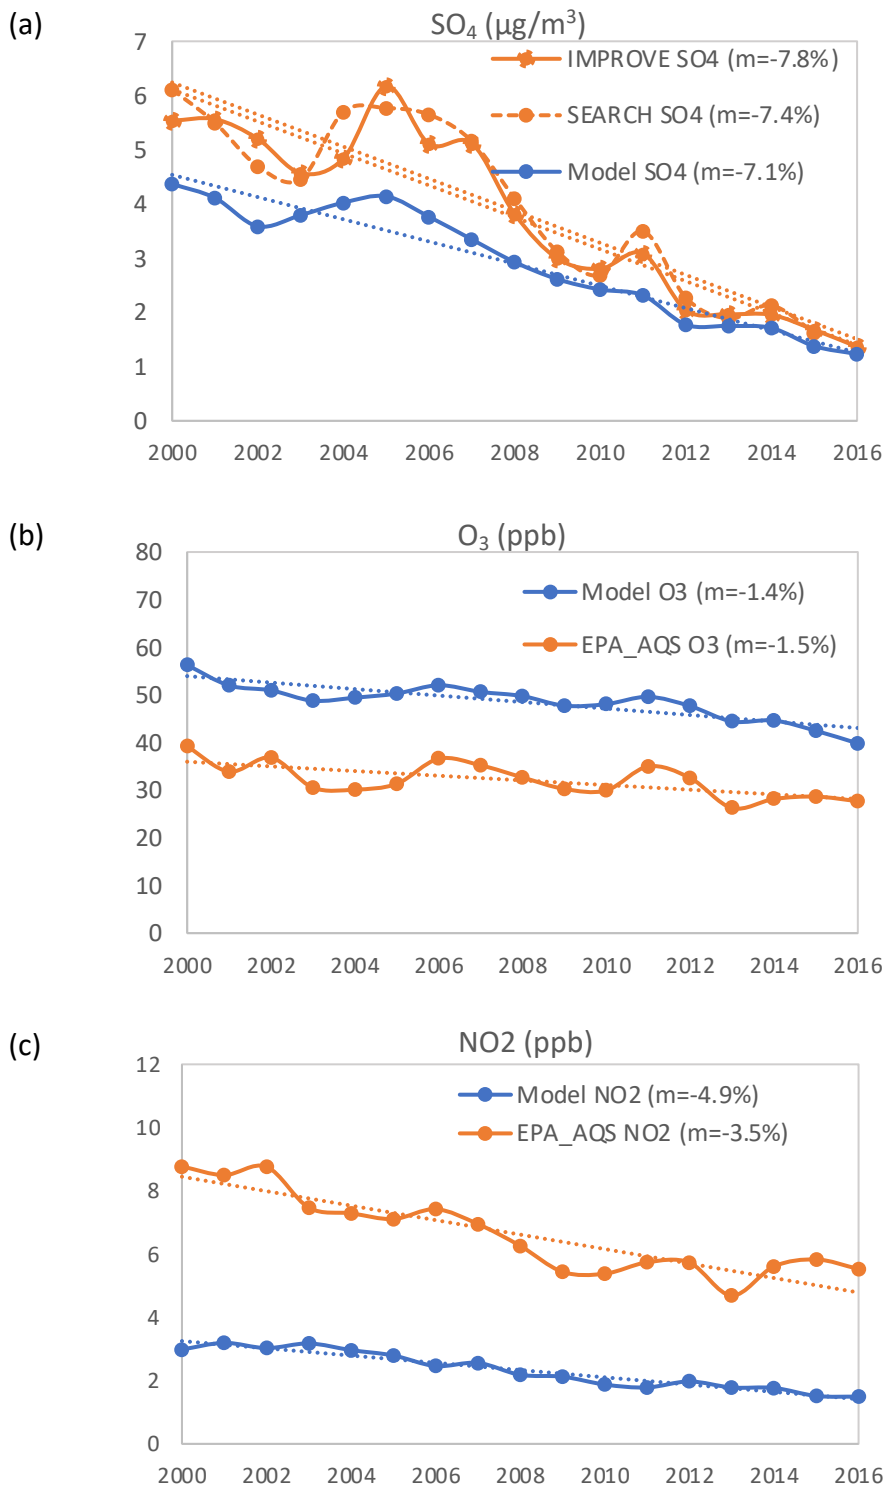 (a)
SO4 (µg/m3)
7
6
5
4
3
2
1
0
IMPROVE SO4 (m=-7.8%)
SEARCH SO4 (m=-7.4%)
Model SO4 (m=-7.1%)
2000 2002 2004 2006 2008 2010 2012 2014 2016
(b)
O3 (ppb)
80
70
60
50
40
30
20
10
0
Model O3 (m=-1.4%)
EPA_AQS O3 (m=-1.5%)
2000 2002 2004 2006 2008 2010 2012 2014 2016
(c)
NO2 (ppb)
12
10
8
6
4
2
0
Model NO2 (m=-4.9%)
EPA_AQS NO2 (m=-3.5%)
2000 2002 2004 2006 2008 2010 2012 2014 2016